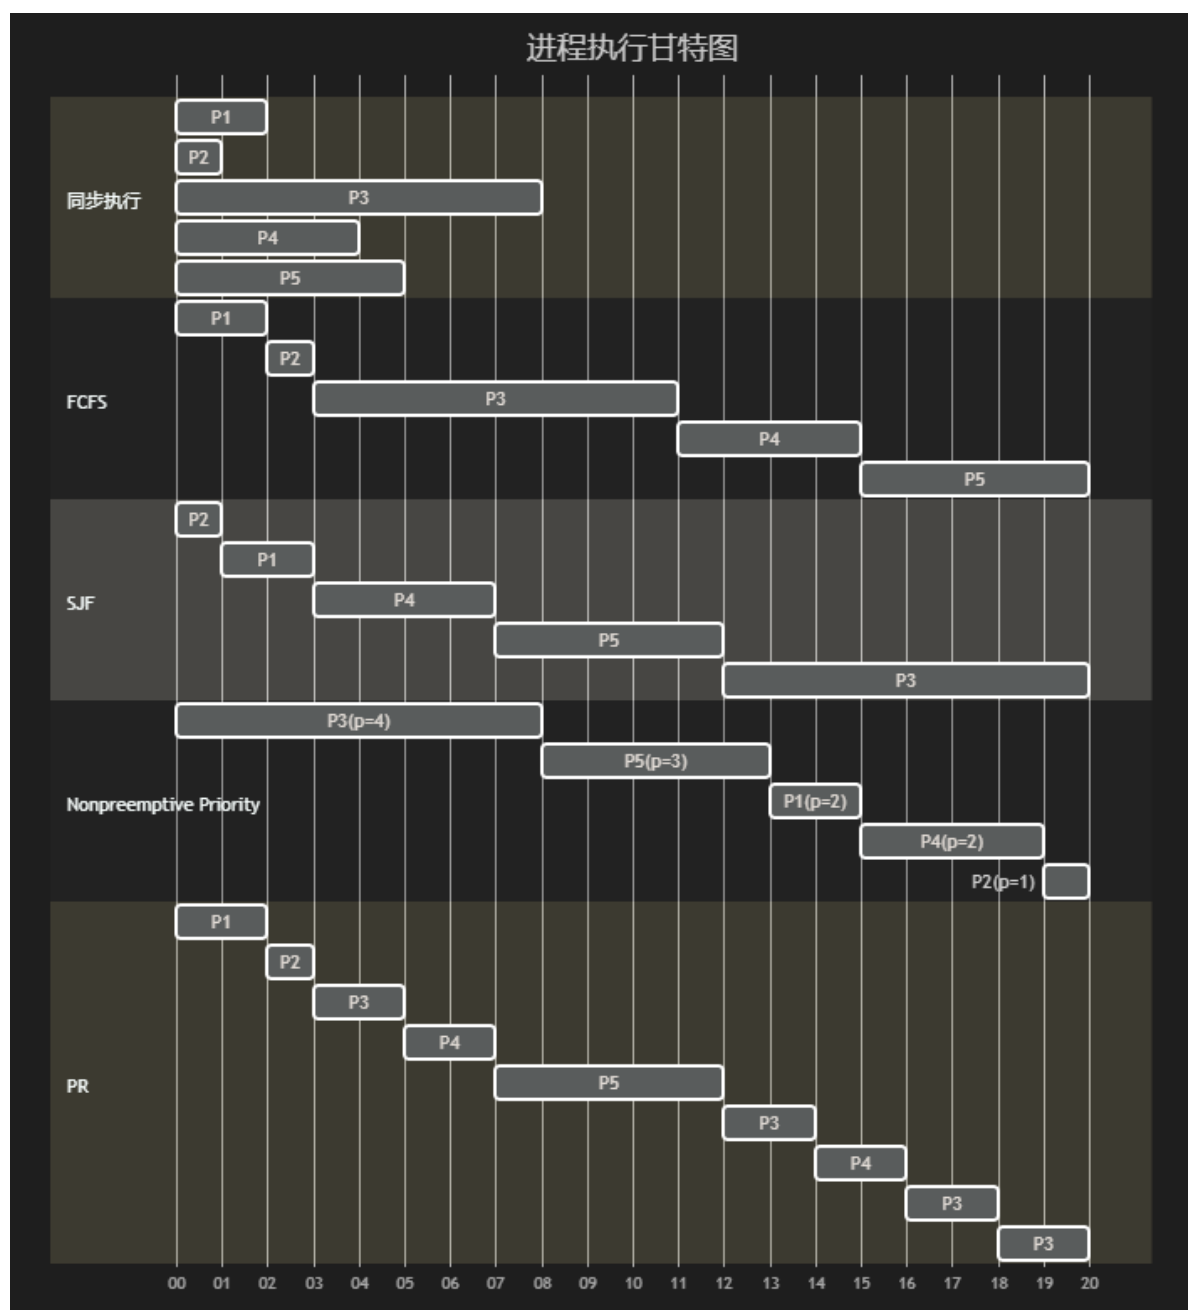 进程执行甘特图
P1
P2
同步执行
P3
P4
P5
P1
P2
FCFS
P3
P4
P5
P2
P1
SJF
P4
P5
P3
P3(p=4)
P5(p=3)
Nonpreemptive Priority
P1(p=2)
P4(p=2)
P2(p=1)
P1
P2
P3
P4
PR
P5
P3
P4
P3
P3
00 01 02 03 04 05 06 07 08 09 10 11 12 13 14 15 16 17 18 19 20